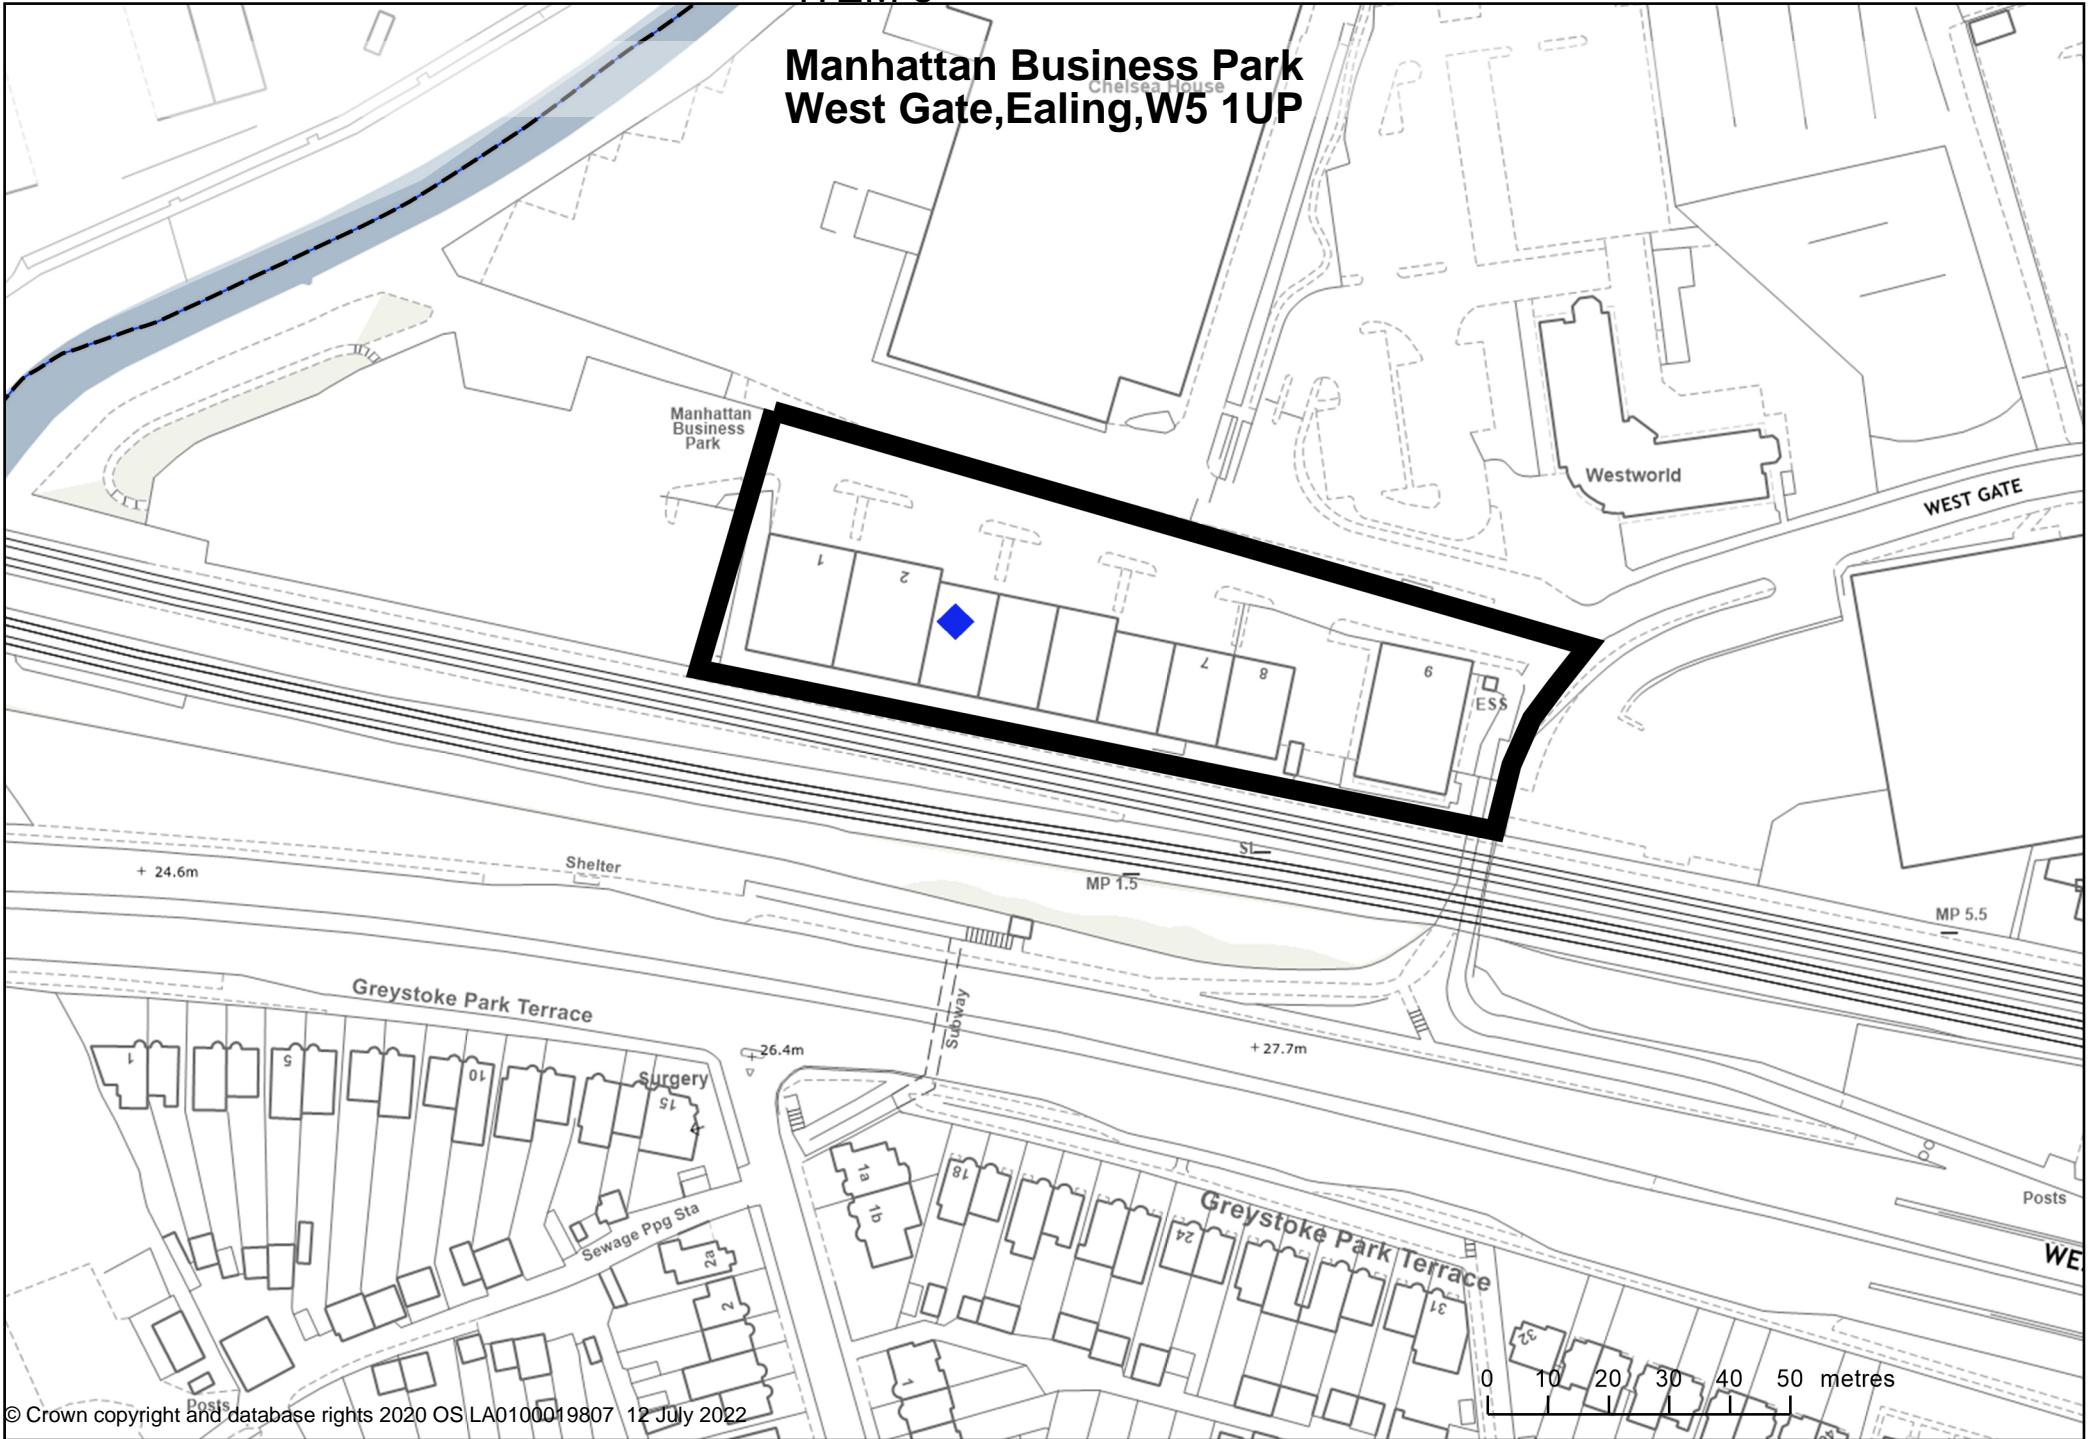 Manhattan Business Park
Chelsea House
West Gate,Ealing,W5 1UP
Manhattan
Business
Park
Westworld
WEST GATE
1
2
7
8
9
ESS
SL
MP 1.5
MP 5.5
24.6m
Shelter
Greystoke Park Terrace
Subway
26.4m
27.7m
1
5
10
15
Surgery
1a
1b
18
24
31
32
Greystoke Park Terrace
Sewage Ppg Sta
2a
2
1
Posts
WE
Posts
0 10 20 30 40 50 metres
© Crown copyright and database rights 2020 OS LA0100019807 12 July 2022